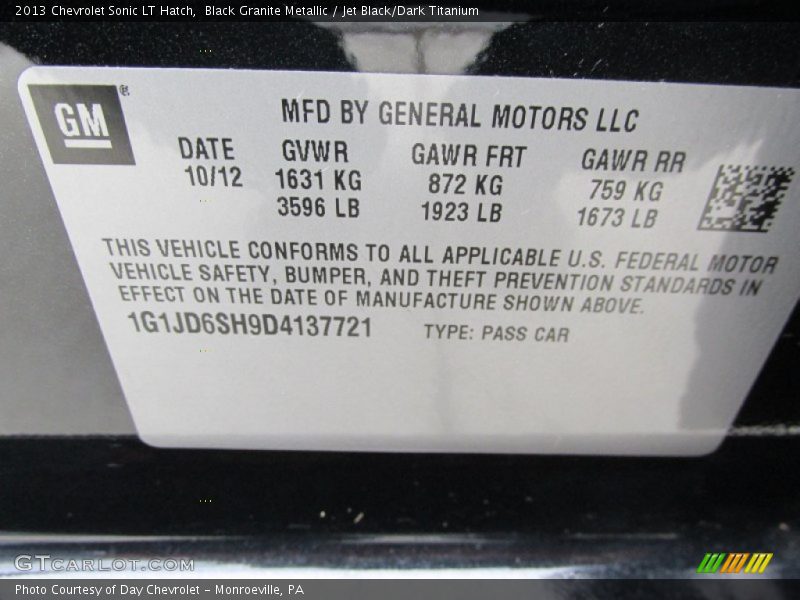 2013 Chevrolet Sonic LT Hatch,  Black Granite Metallic / Jet Black/Dark Titanium
GM ®
MFD BY GENERAL MOTORS LLC
DATE GVWR GAWR FRT GAWR RR
10/12 1631 KG 872 KG 759 KG
3596 LB 1923 LB 1673 LB
THIS VEHICLE CONFORMS TO ALL APPLICABLE U.S. FEDERAL MOTOR
VEHICLE SAFETY, BUMPER, AND THEFT PREVENTION STANDARDS IN
EFFECT ON THE DATE OF MANUFACTURE SHOWN ABOVE.
1G1JD6SH9D4137721 TYPE: PASS CAR
GTCARLOT.COM
Photo Courtesy of Day Chevrolet - Monroeville, PA